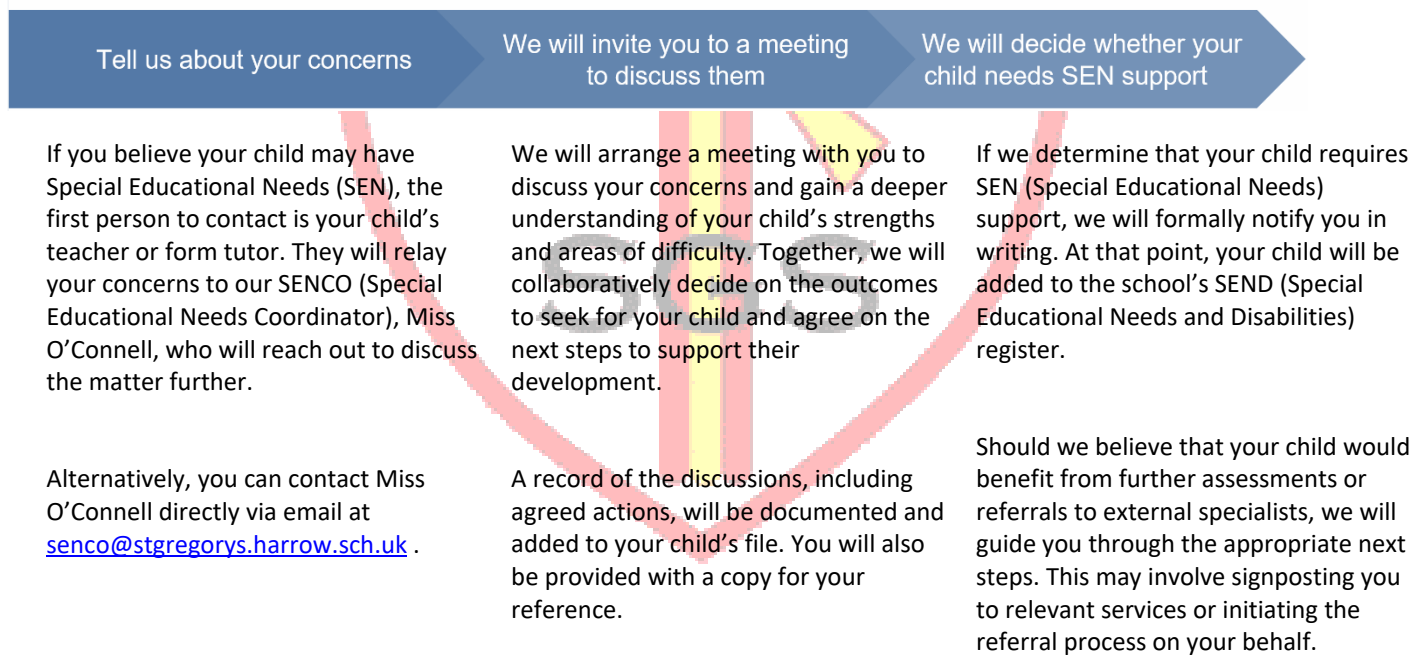 Tell us about your concerns
We will invite you to a meeting
to discuss them
We will decide whether your
child needs SEN support
If you believe your child may have
Special Educational Needs (SEN), the
first person to contact is your child’s
teacher or form tutor. They will relay
your concerns to our SENCO (Special
Educational Needs Coordinator), Miss
O’Connell, who will reach out to discuss
the matter further.
Alternatively, you can contact Miss
O’Connell directly via email at
senco@stgregorys.harrow.sch.uk .
We will arrange a meeting with you to
discuss your concerns and gain a deeper
understanding of your child’s strengths
and areas of difficulty. Together, we will
collaboratively decide on the outcomes
to seek for your child and agree on the
next steps to support their
development.
A record of the discussions, including
agreed actions, will be documented and
added to your child’s file. You will also
be provided with a copy for your
reference.
If we determine that your child requires
SEN (Special Educational Needs)
support, we will formally notify you in
writing. At that point, your child will be
added to the school’s SEND (Special
Educational Needs and Disabilities)
register.
Should we believe that your child would
benefit from further assessments or
referrals to external specialists, we will
guide you through the appropriate next
steps. This may involve signposting you
to relevant services or initiating the
referral process on your behalf.
SGS